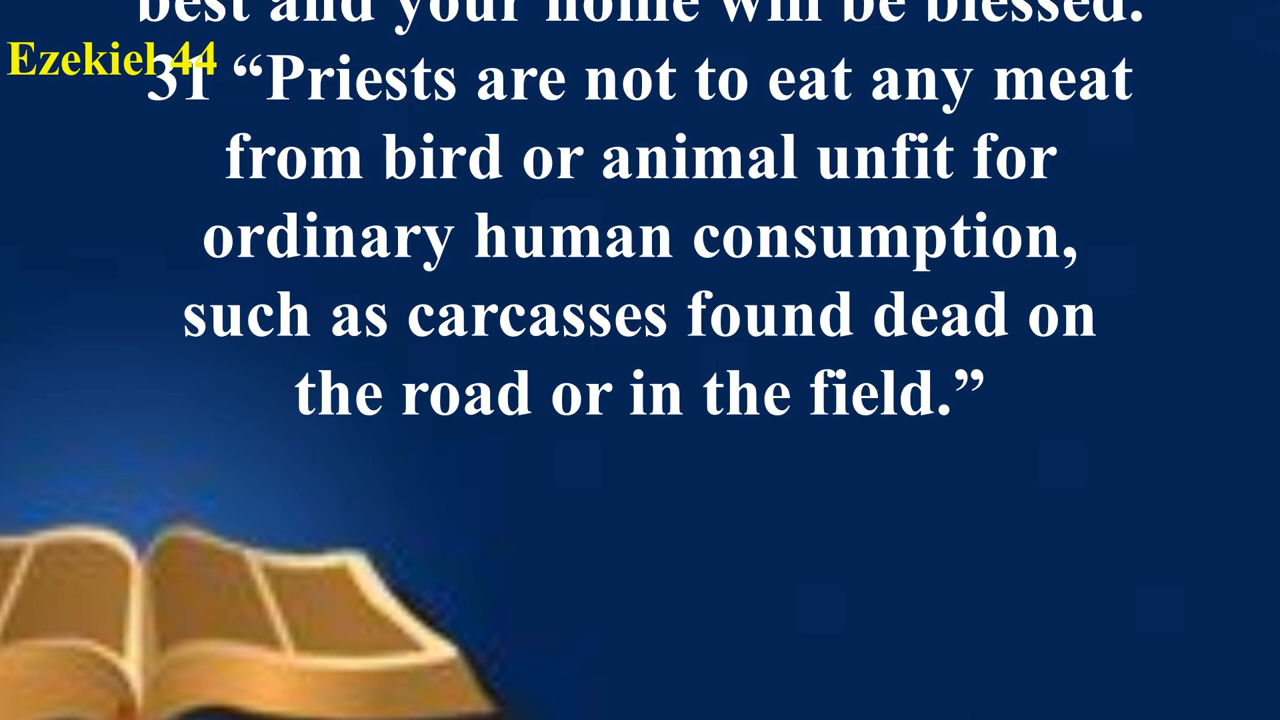 best and your home will be blessed.
Ezekiel 44
31 “Priests are not to eat any meat
from bird or animal unfit for
ordinary human consumption,
such as carcasses found dead on
the road or in the field.”